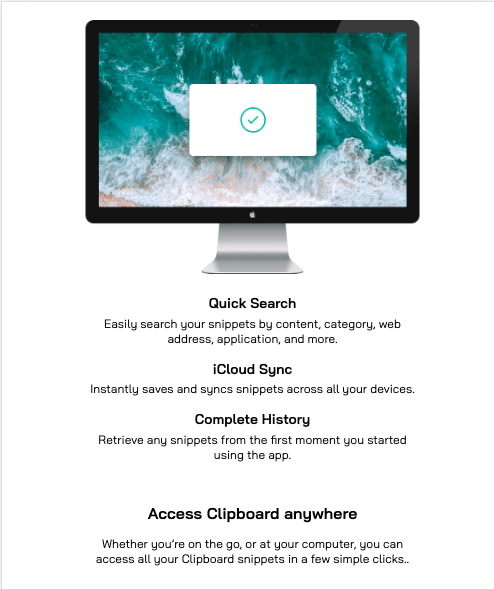 Quick Search
Easily search your snippets by content, category, web
address, application, and more.
iCloud Sync
Instantly saves and syncs snippets across all your devices.
Complete History
Retrieve any snippets from the first moment you started
using the app.
Access Clipboard anywhere
Whether you’re on the go, or at your computer, you can
access all your Clipboard snippets in a few simple clicks..